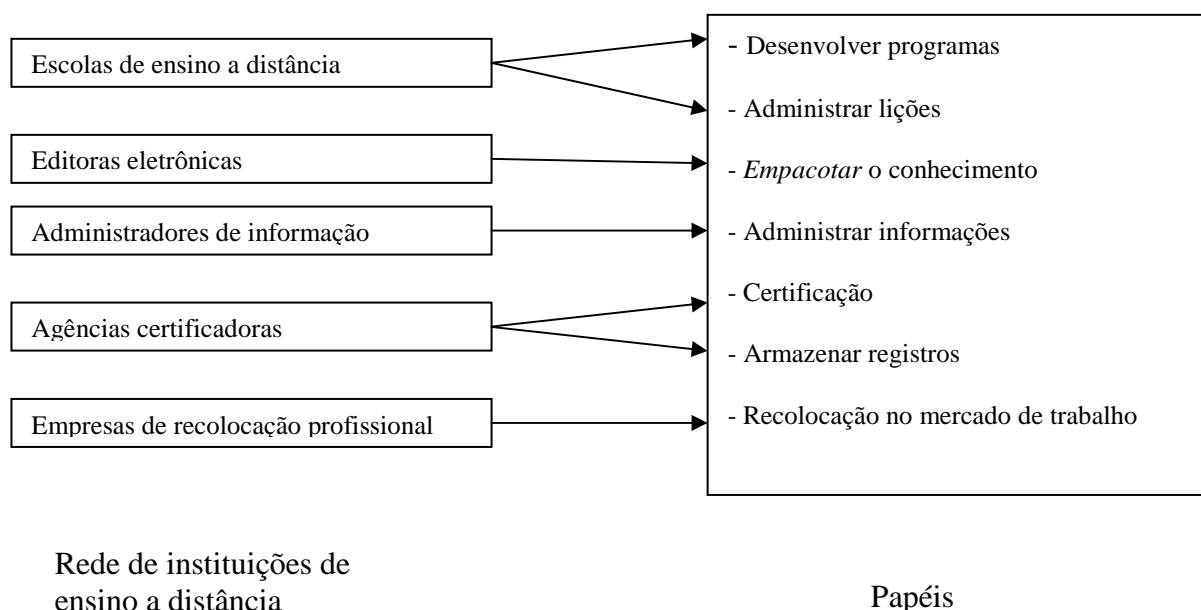 Escolas de ensino a distância
Editoras eletrônicas
Administradores de informação
Agências certificadoras
Empresas de recolocação profissional
- Desenvolver programas
- Administrar lições
- Empacotar o conhecimento
- Administrar informações
- Certificação
- Armazenar registros
- Recolocação no mercado de trabalho
Rede de instituições de
ensino a distância
Papéis